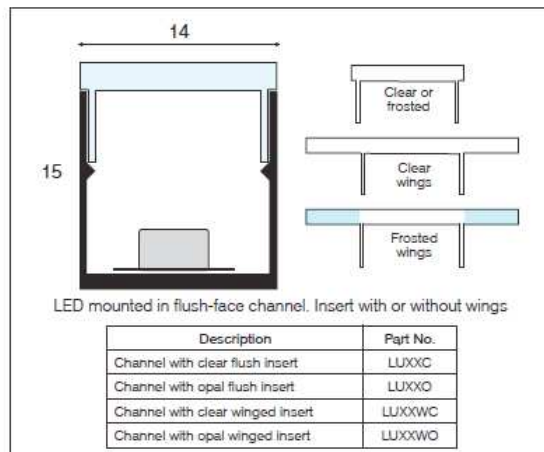 14
15
Clear or
frosted
Clear
wings
Frosted
wings
LED mounted in flush-face channel. Insert with or without wings
Description Part No.
Channel with clear flush insert LUXXC
Channel with opal flush insert LUXXO
Channel with clear winged insert LUXXWC
Channel with opal winged insert LUXXWO